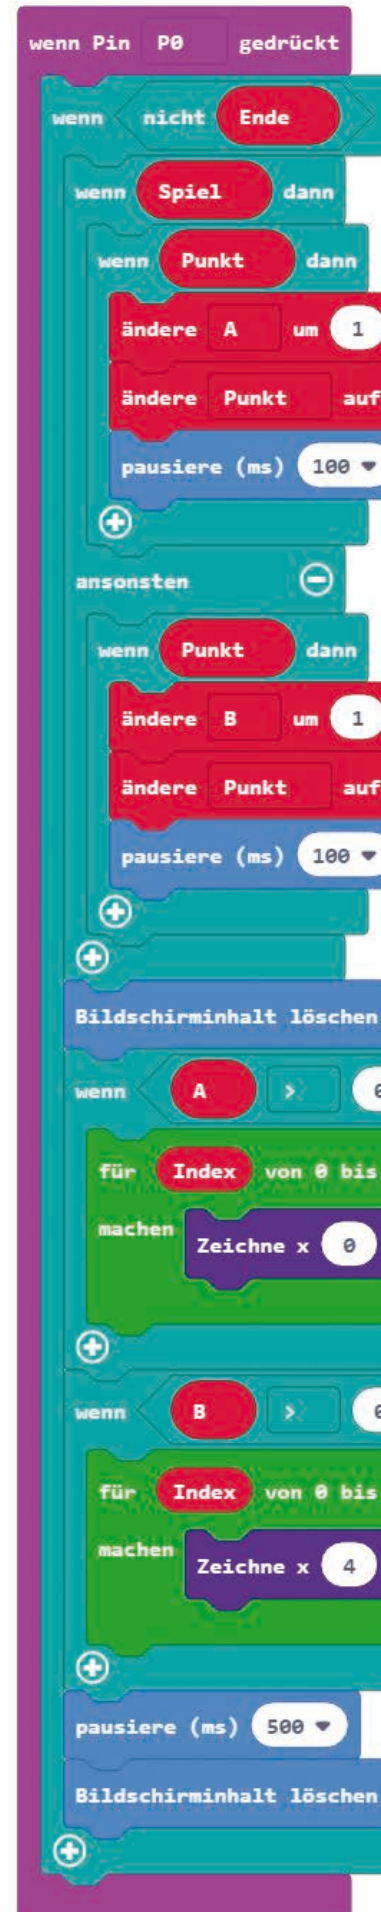 wenn Pin P0 gedrückt
wenn nicht Ende
wenn Spiel dann
wenn Punkt dann
ändere A um 1
ändere Punkt auf
pausiere (ms) 100
ansonsten
wenn Punkt dann
ändere B um 1
ändere Punkt auf
pausiere (ms) 100
Bildschirminhalt löschen
wenn A > 0
für Index von 0 bis
machen Zeichne x 0
wenn B > 0
für Index von 0 bis
machen Zeichne x 4
pausiere (ms) 500
Bildschirminhalt löschen